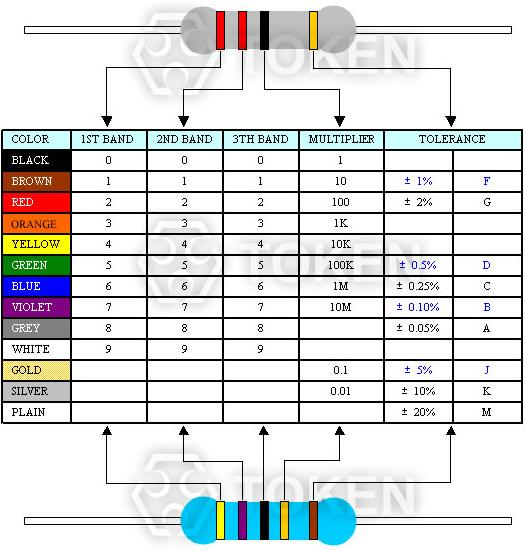 TOKEN
COLOR 1ST BAND 2ND BAND 3TH BAND MULTIPLIER TOLERANCE
BLACK 0 0 0 1
BROWN 1 1 1 10 ± 1% F
RED 2 2 2 100 ± 2% G
ORANGE 3 3 3 1K
YELLOW 4 4 4 10K
GREEN 5 5 5 100K ± 0.5% D
BLUE 6 6 6 1M ± 0.25% C
VIOLET 7 7 7 10M ± 0.10% B
GREY 8 8 8 ± 0.05% A
WHITE 9 9 9
GOLD 0.1 ± 5% J
SILVER 0.01 ± 10% K
PLAIN ± 20% M
TOKEN
TOKEN